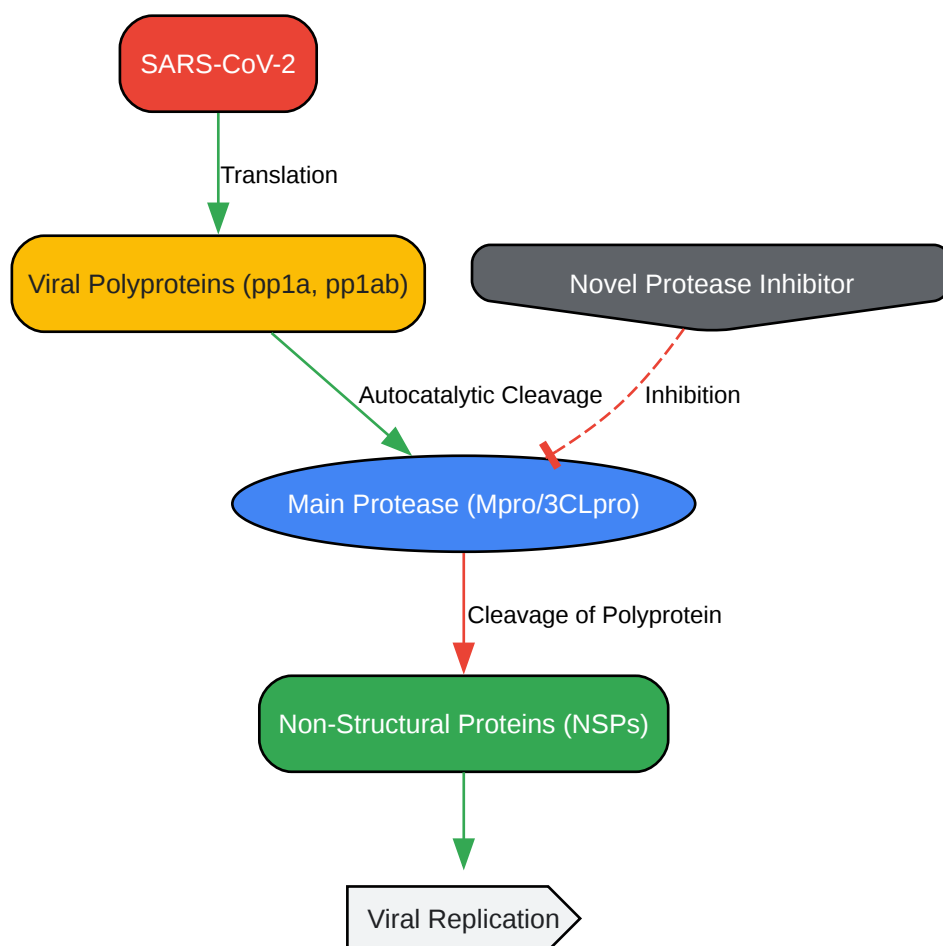 SARS-CoV-2
Translation
Viral Polyproteins (pp1a, pp1ab)
Novel Protease Inhibitor
Autocatalytic Cleavage
Inhibition
Main Protease (Mpro/3CLpro)
Cleavage of Polyprotein
Non-Structural Proteins (NSPs)
Viral Replication